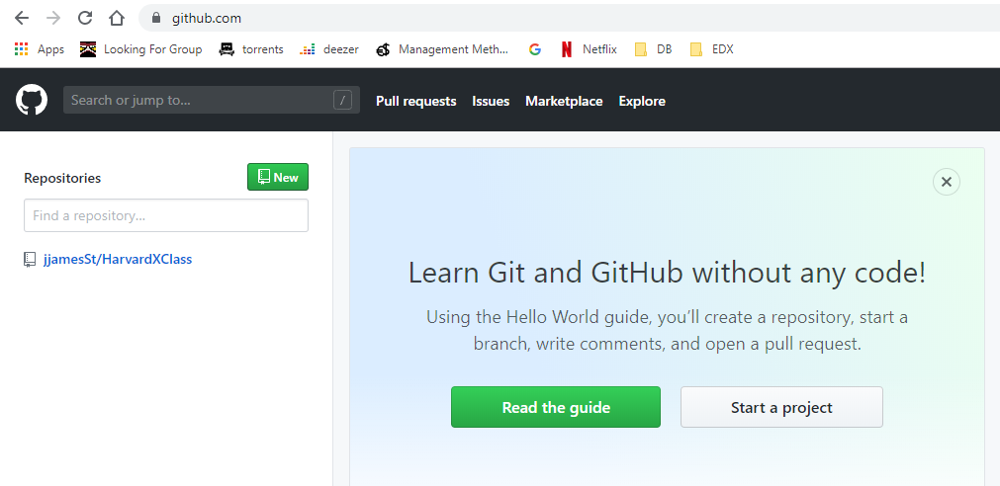 github.com
Apps Looking For Group torrents deezer Management Meth... Netflix DB EDX
Search or jump to... / Pull requests Issues Marketplace Explore
Repositories New
Find a repository...
jjamesSt/HarvardXClass
Learn Git and GitHub without any code!
Using the Hello World guide, you’ll create a repository, start a
branch, write comments, and open a pull request.
Read the guide Start a project